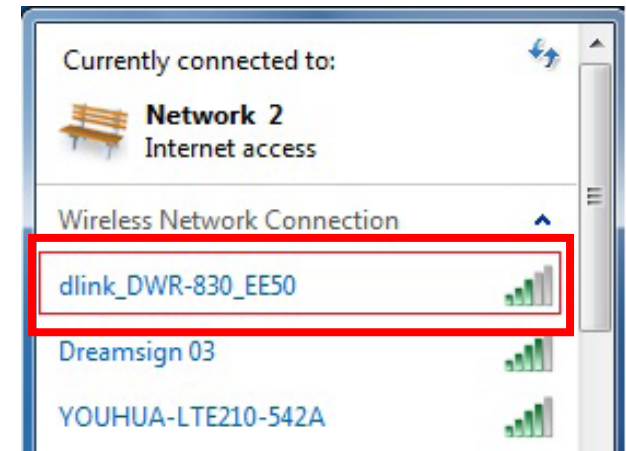 Currently connected to:
Network 2
Internet access
Wireless Network Connection
dlink_DWR-830_EE50
Dreamsign 03
YOUHUA-LTE210-542A